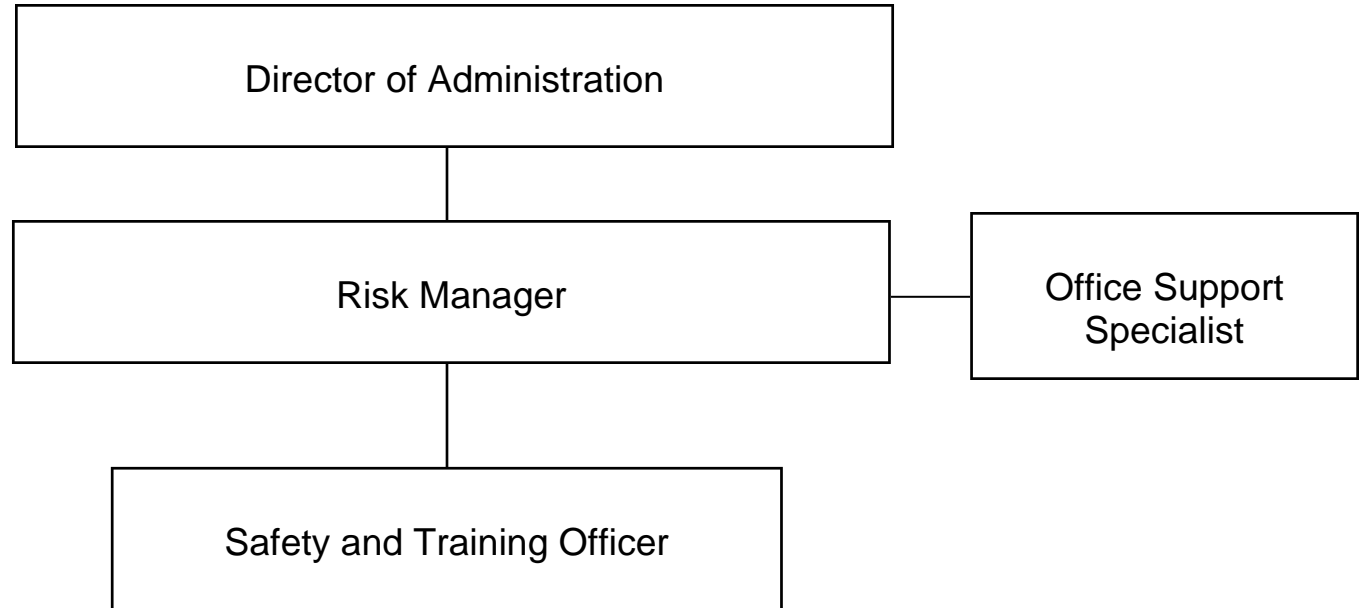 Director of Administration
Risk Manager
Office Support
Specialist
Safety and Training Officer